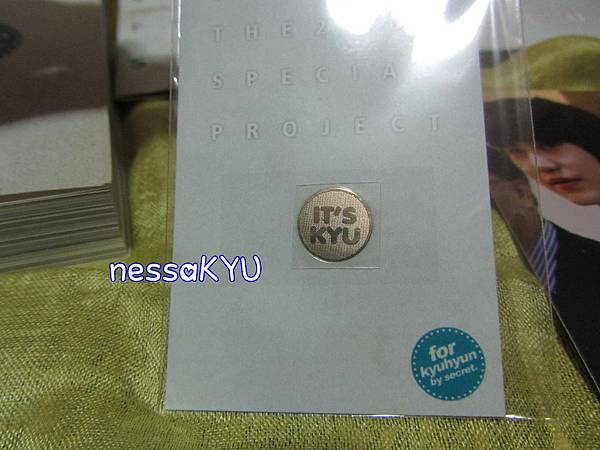 THE 2
SPECIA
PROJECT
IT'S
KYU
nessaKYU
for
kyuhyun
by secret.